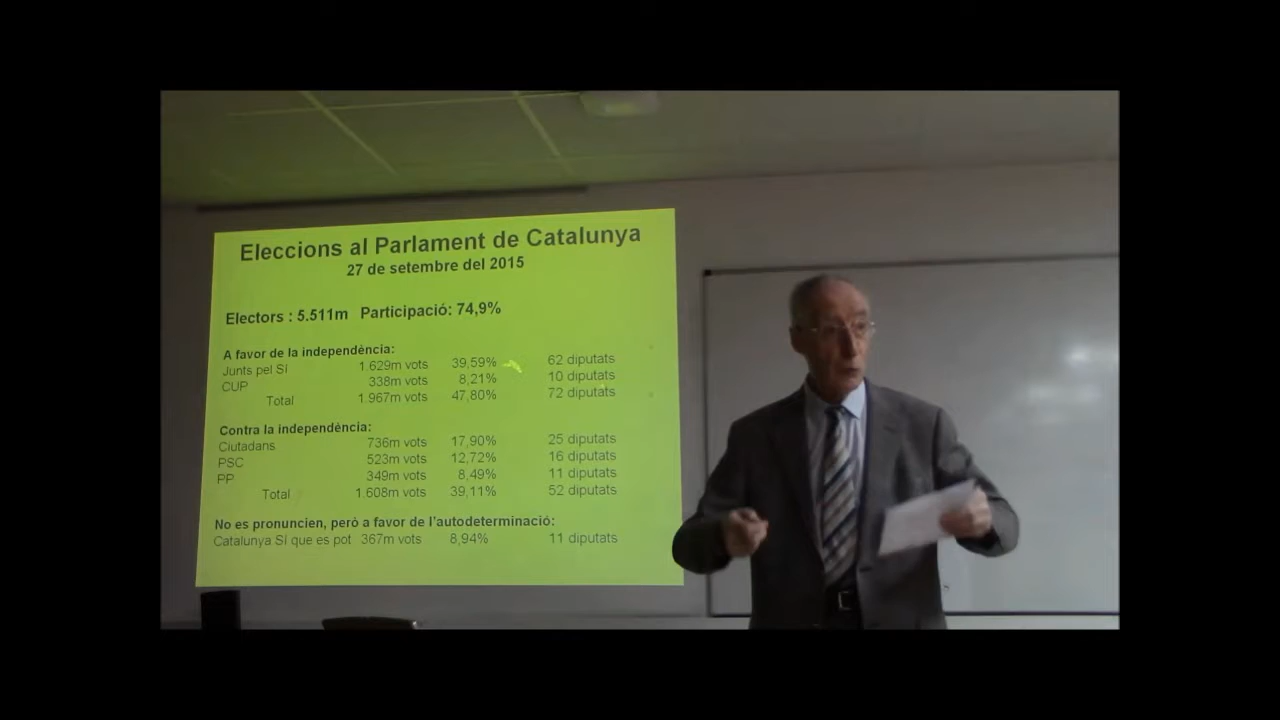 Eleccions al Parlament de Catalunya
27 de setembre del 2015
Electors : 5.511m Participació: 74,9%
A favor de la independència:
Junts pel Sí 1.629m vots 39,59% 62 diputats
CUP 338m vots 8,21% 10 diputats
Total 1.967m vots 47,80% 72 diputats
Contra la independència:
Ciutadans 736m vots 17,90% 25 diputats
PSC 523m vots 12,72% 16 diputats
PP 349m vots 8,49% 11 diputats
Total 1.608m vots 39,11% 52 diputats
No es pronuncien, però a favor de l'autodeterminació:
Catalunya Sí que es pot 367m vots 8,94% 11 diputats